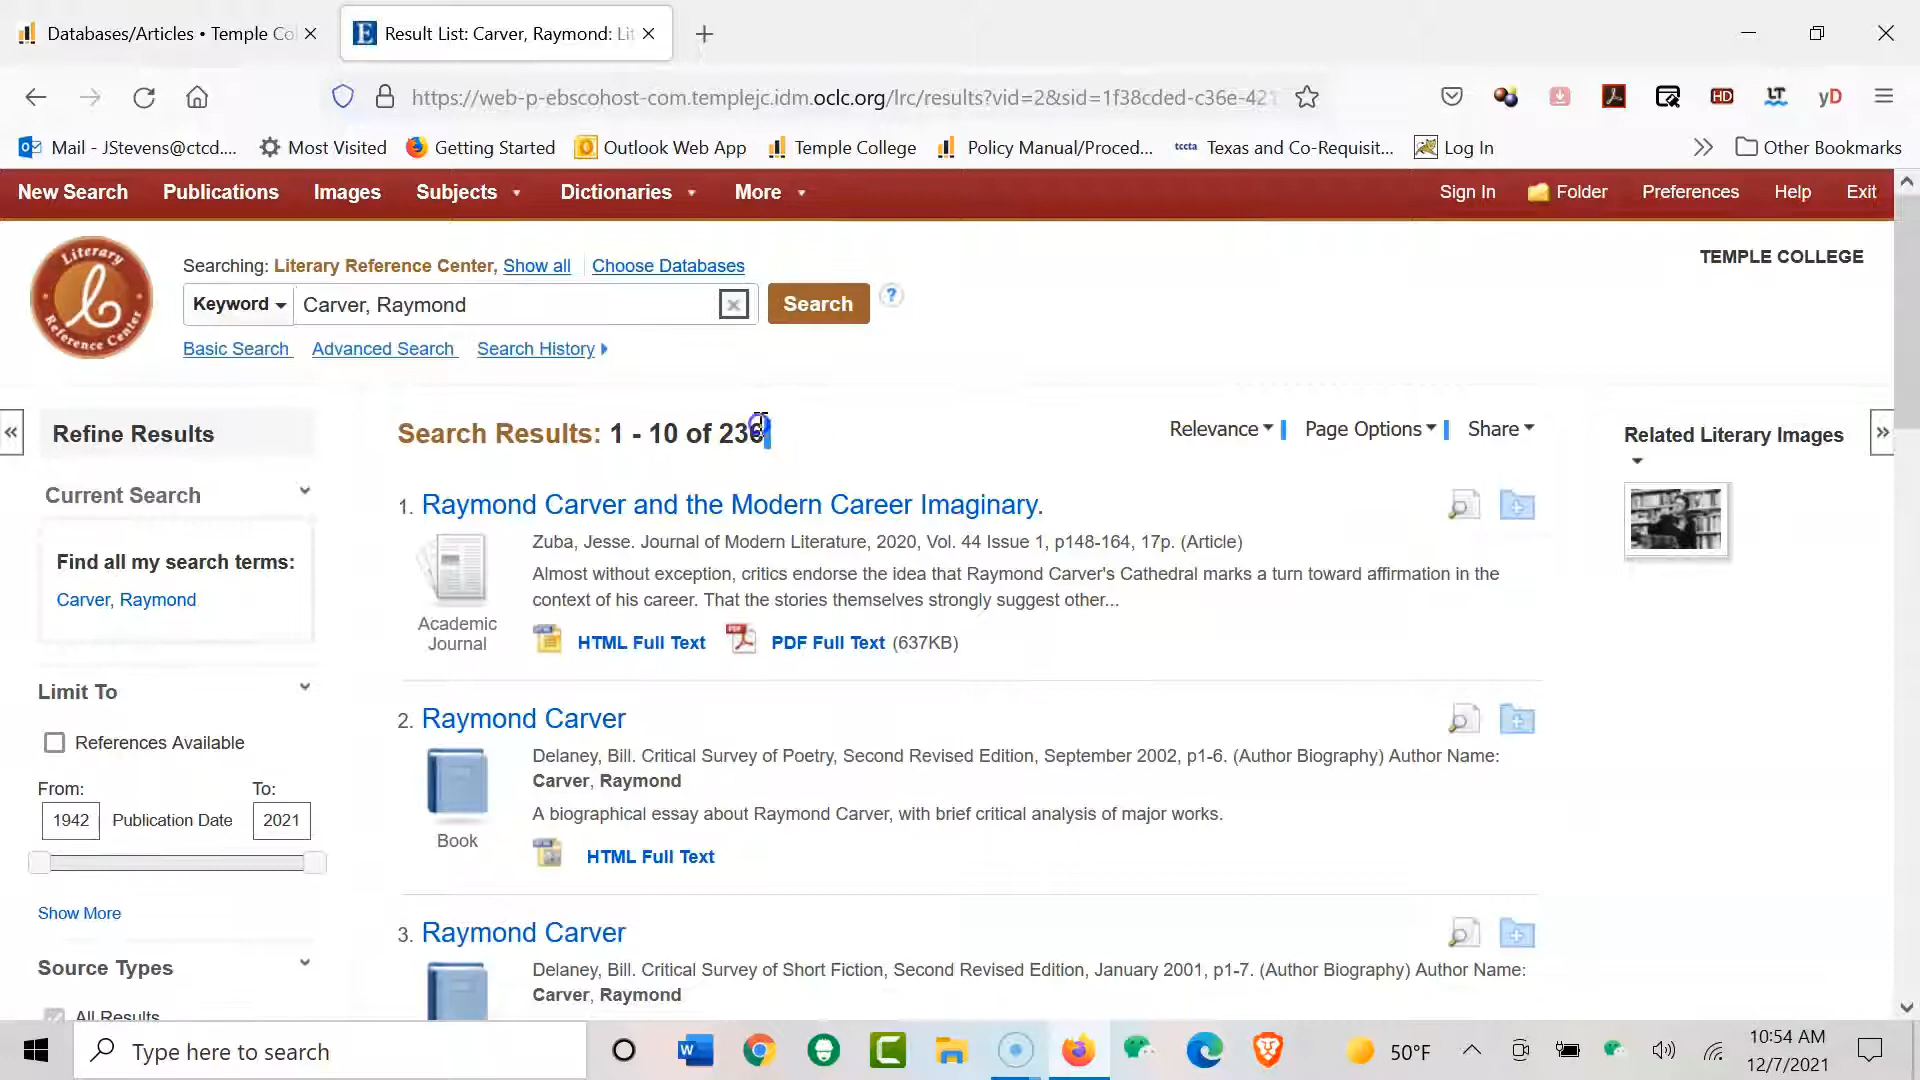 Databases/Articles • Temple Co
Result List: Carver, Raymond: Lit
https://web-p-ebscohost-com.templejc.idm.oclc.org/lrc/results?vid=2&sid=1f38cded-c36e-421
HD
yD
Mail - JStevens@ctcd....
Most Visited
Getting Started
Outlook Web App
Temple College
Policy Manual/Proced...
tccta
Texas and Co-Requisit...
Log In
Other Bookmarks
New Search
Publications
Images
Subjects
Dictionaries
More
Sign In
Folder
Preferences
Help
Exit
Literary
Reference Center
Searching: Literary Reference Center, Show all
Choose Databases
TEMPLE COLLEGE
Keyword
Carver, Raymond
Search
?
Basic Search
Advanced Search
Search History
Refine Results
Search Results: 1 - 10 of 236
Relevance
Page Options
Share
Related Literary Images
Current Search
Find all my search terms:
Carver, Raymond
1. Raymond Carver and the Modern Career Imaginary.
Zuba, Jesse. Journal of Modern Literature, 2020, Vol. 44 Issue 1, p148-164, 17p. (Article)
Almost without exception, critics endorse the idea that Raymond Carver's Cathedral marks a turn toward affirmation in the
context of his career. That the stories themselves strongly suggest other...
Academic
Journal
HTML Full Text
PDF Full Text (637KB)
Limit To
References Available
From:
To:
1942
Publication Date
2021
Show More
2. Raymond Carver
Delaney, Bill. Critical Survey of Poetry, Second Revised Edition, September 2002, p1-6. (Author Biography) Author Name:
Carver, Raymond
A biographical essay about Raymond Carver, with brief critical analysis of major works.
Book
HTML Full Text
3. Raymond Carver
Delaney, Bill. Critical Survey of Short Fiction, Second Revised Edition, January 2001, p1-7. (Author Biography) Author Name:
Carver, Raymond
Source Types
All Results
Type here to search
50°F
10:54 AM
12/7/2021